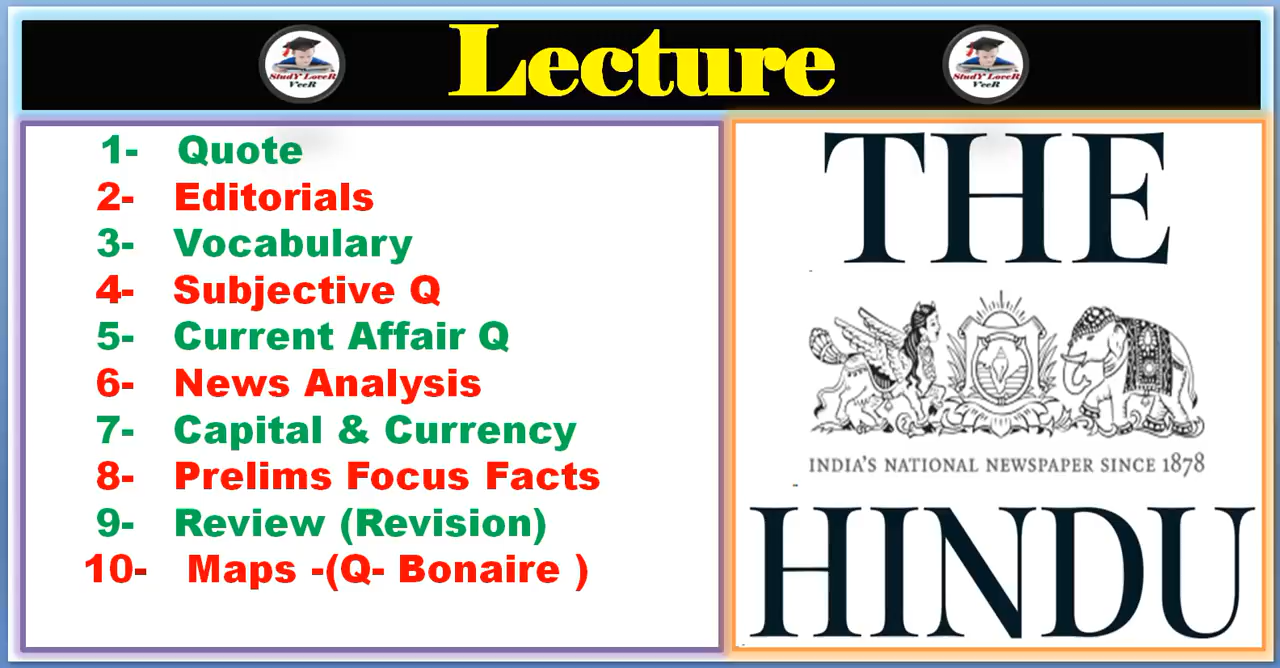 Lecture
StudY LoveR
VeeR
StudY LoveR
VeeR
1- Quote
2- Editorials
3- Vocabulary
4- Subjective Q
5- Current Affair Q
6- News Analysis
7- Capital & Currency
8- Prelims Focus Facts
9- Review (Revision)
10- Maps -(Q- Bonaire )
THE
INDIA'S NATIONAL NEWSPAPER SINCE 1878
HINDU